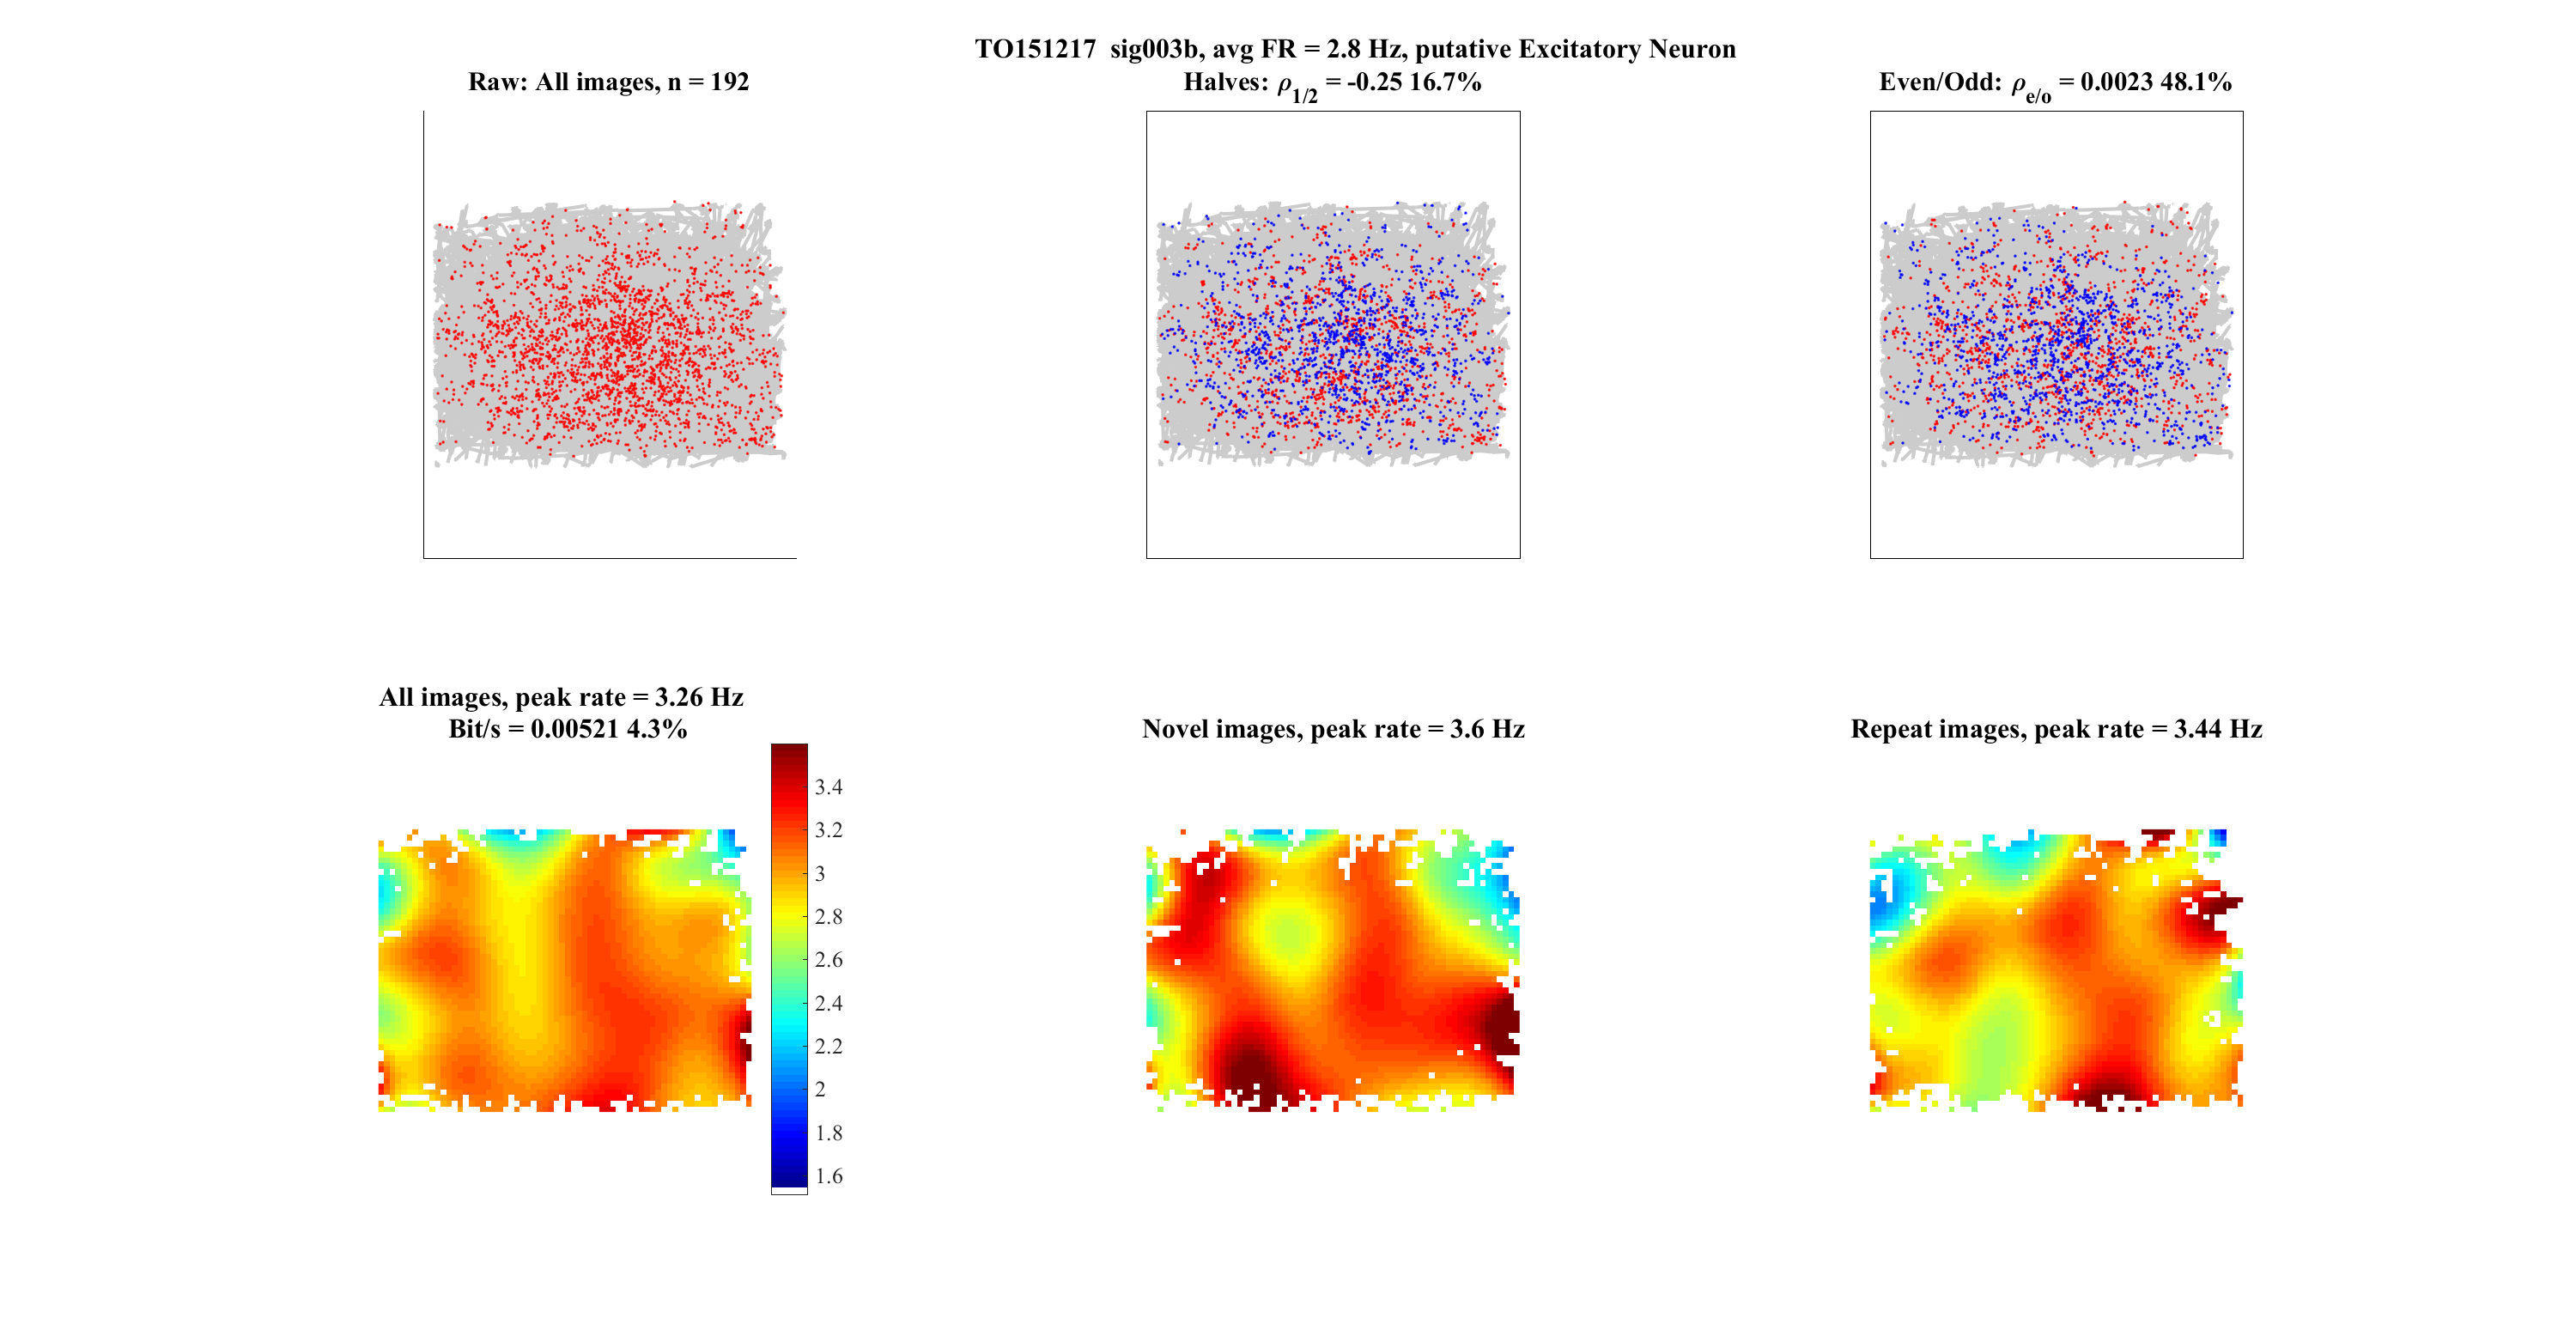 TO151217  sig003b, avg FR = 2.8 Hz, putative Excitatory Neuron
Raw: All images, n = 192
Halves: ρ1/2 = -0.25 16.7%
Even/Odd: ρe/o = 0.0023 48.1%
All images, peak rate = 3.26 Hz
Bit/s = 0.00521 4.3%
Novel images, peak rate = 3.6 Hz
Repeat images, peak rate = 3.44 Hz
3.4
3.2
3
2.8
2.6
2.4
2.2
2
1.8
1.6